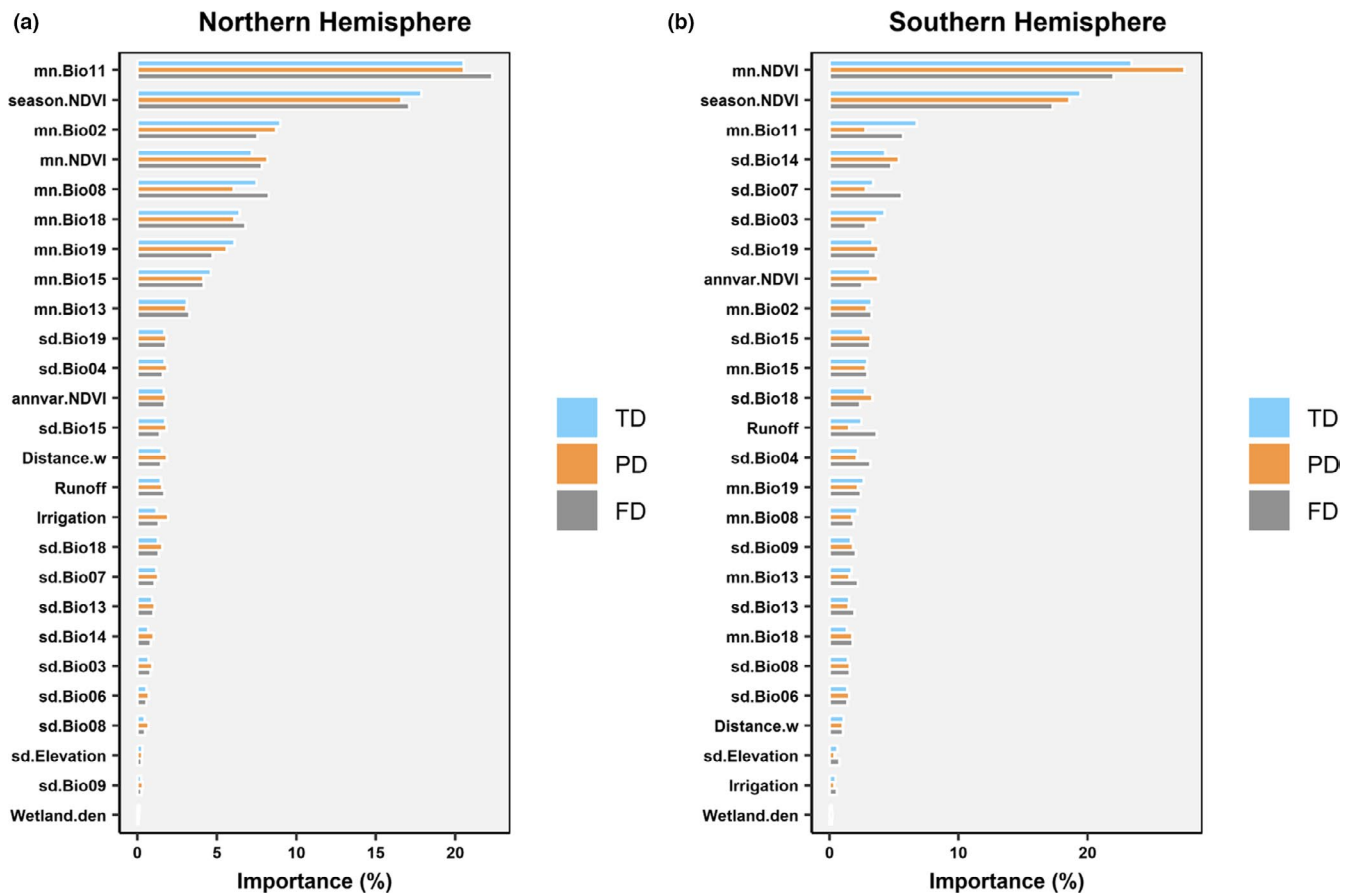 (a) Northern Hemisphere
mn.Bio11
season.NDVI
mn.Bio02
mn.NDVI
mn.Bio08
mn.Bio18
mn.Bio19
mn.Bio15
mn.Bio13
sd.Bio19
sd.Bio04
annvar.NDVI
sd.Bio15
Distance.w
Runoff
Irrigation
sd.Bio18
sd.Bio07
sd.Bio13
sd.Bio14
sd.Bio03
sd.Bio06
sd.Bio08
sd.Elevation
sd.Bio09
Wetland.den
0 5 10 15 20
Importance (%)
TD
PD
FD
(b) Southern Hemisphere
mn.NDVI
season.NDVI
mn.Bio11
sd.Bio14
sd.Bio07
sd.Bio03
sd.Bio19
annvar.NDVI
mn.Bio02
sd.Bio15
mn.Bio15
sd.Bio18
Runoff
sd.Bio04
mn.Bio19
mn.Bio08
sd.Bio09
mn.Bio13
sd.Bio13
mn.Bio18
sd.Bio08
sd.Bio06
Distance.w
sd.Elevation
Irrigation
Wetland.den
0 10 20
Importance (%)
TD
PD
FD